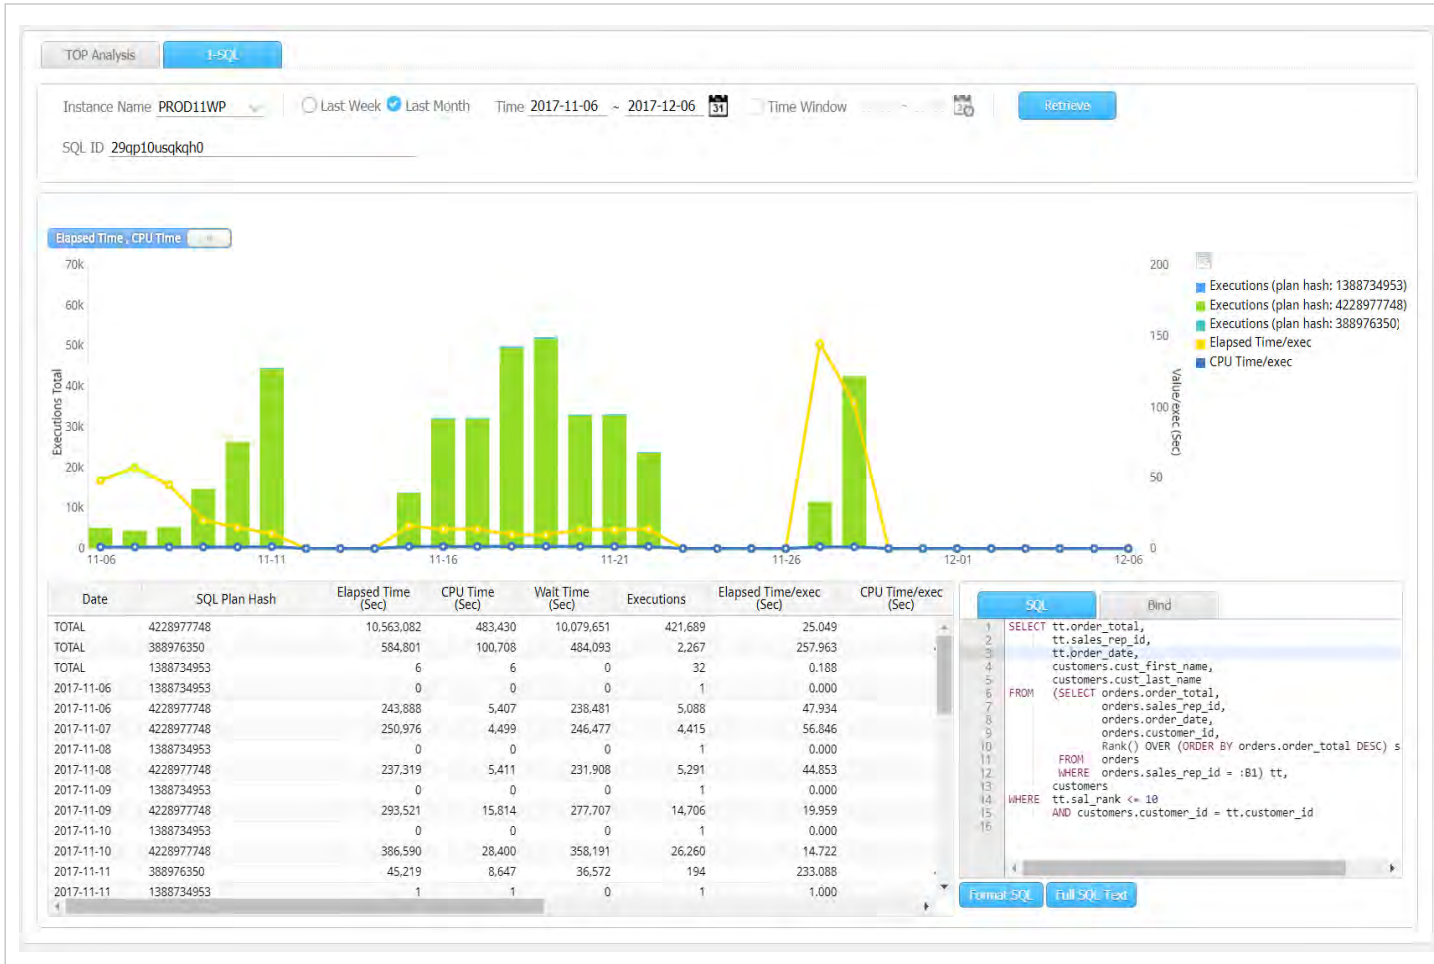 TOP Analysis 1-SQL
Instance Name PROD11WP Last Week Last Month Time 2017-11-06 ~ 2017-12-06 31 Time Window ~ Retrieve
SQL ID 29qp10usqkqh0
Elapsed Time , CPU Time
70k
60k
50k
40k
30k
20k
10k
0
Executions Total
11-06 11-11 11-16 11-21 11-26 12-01 12-06
200
150
100
50
0
Value/exec (Sec)
Executions (plan hash: 1388734953)
Executions (plan hash: 4228977748)
Executions (plan hash: 388976350)
Elapsed Time/exec
CPU Time/exec
Date SQL Plan Hash Elapsed Time (Sec) CPU Time (Sec) Wait Time (Sec) Executions Elapsed Time/exec (Sec) CPU Time/exec (Sec)
TOTAL 4228977748 10,563,082 483,430 10,079,651 421,689 25.049
TOTAL 388976350 584,801 100,708 484,093 2,267 257.963
TOTAL 1388734953 6 6 0 32 0.188
2017-11-06 1388734953 0 0 0 1 0.000
2017-11-06 4228977748 243,888 5,407 238,481 5,088 47.934
2017-11-07 4228977748 250,976 4,499 246,477 4,415 56.846
2017-11-08 1388734953 0 0 0 1 0.000
2017-11-08 4228977748 237,319 5,411 231,908 5,291 44.853
2017-11-09 1388734953 0 0 0 1 0.000
2017-11-09 4228977748 293,521 15,814 277,707 14,706 19.959
2017-11-10 1388734953 0 0 0 1 0.000
2017-11-10 4228977748 386,590 28,400 358,191 26,260 14.722
2017-11-11 388976350 45,219 8,647 36,572 194 233.088
2017-11-11 1388734953 1 1 0 1 1.000
SQL Bind
1 SELECT tt.order_total,
2 tt.sales_rep_id,
3 tt.order_date,
4 customers.cust_first_name,
5 customers.cust_last_name
6 FROM (SELECT orders.order_total,
7 orders.sales_rep_id,
8 orders.order_date,
9 orders.customer_id,
10 Rank() OVER (ORDER BY orders.order_total DESC) s
11 FROM orders
12 WHERE orders.sales_rep_id = :B1) tt,
13 customers
14 WHERE tt.sal_rank <= 10
15 AND customers.customer_id = tt.customer_id
16
Format SQL Full SQL Text